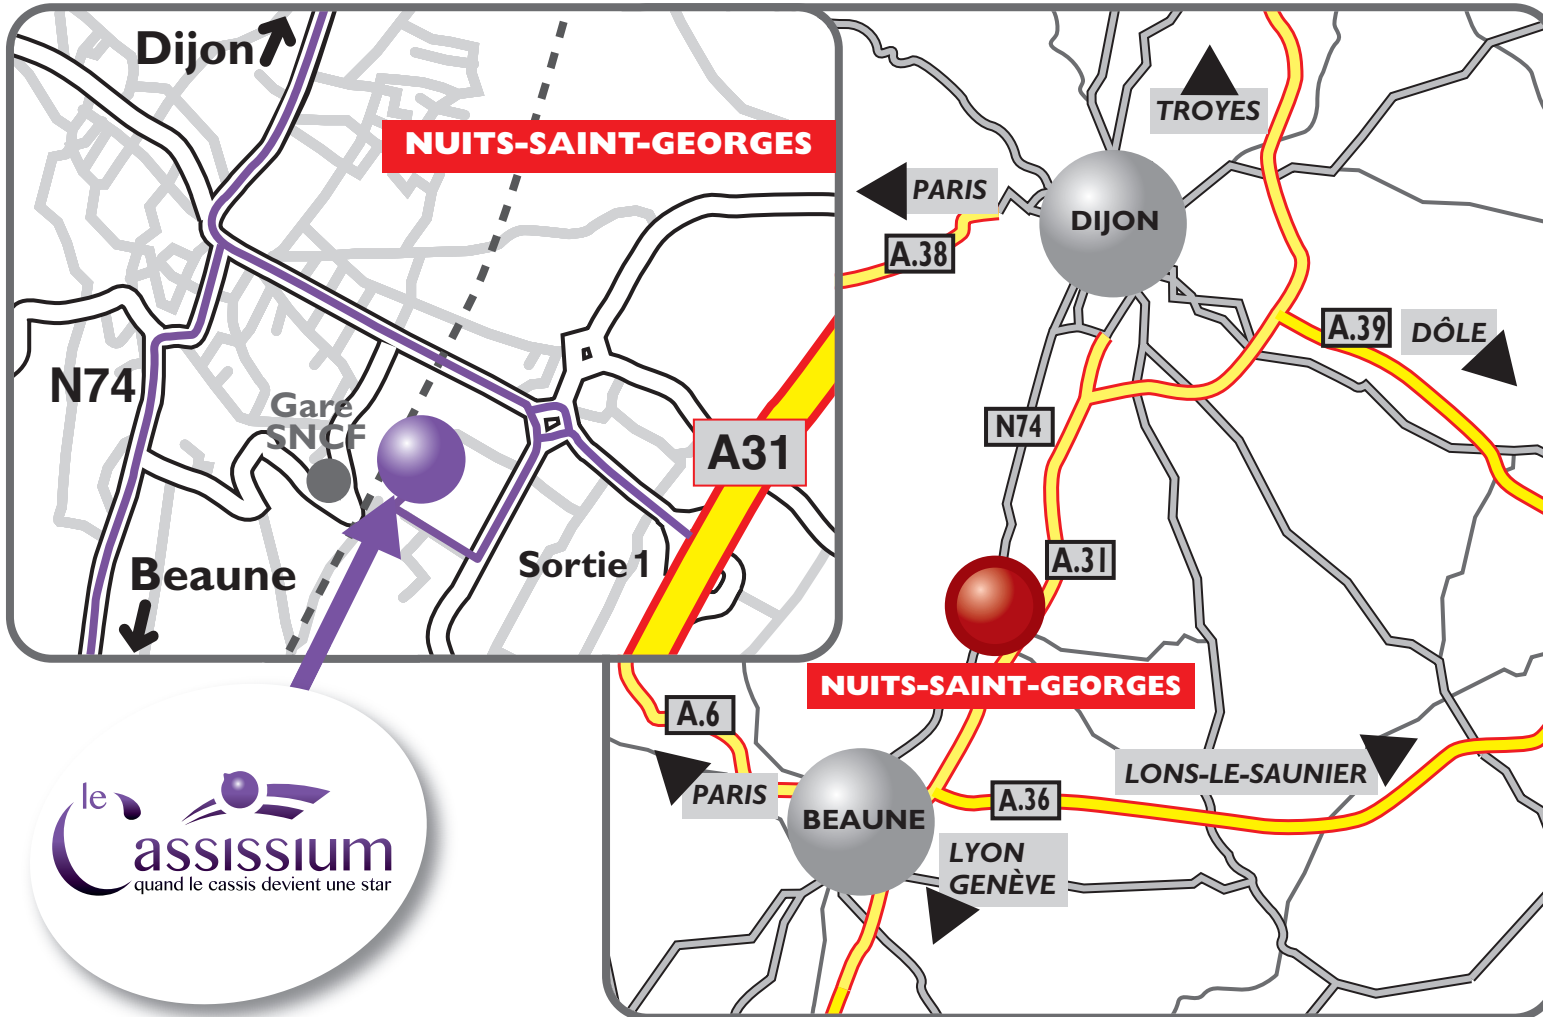 Dijon
NUITS-SAINT-GEORGES
N74
Gare
SNCF
A31
Sortie 1
Beaune
le
Cassissium
quand le cassis devient une star
TROYES
PARIS
DIJON
A.38
A.39
DÔLE
N74
A.31
NUITS-SAINT-GEORGES
A.6
PARIS
LONS-LE-SAUNIER
A.36
BEAUNE
LYON
GENÈVE